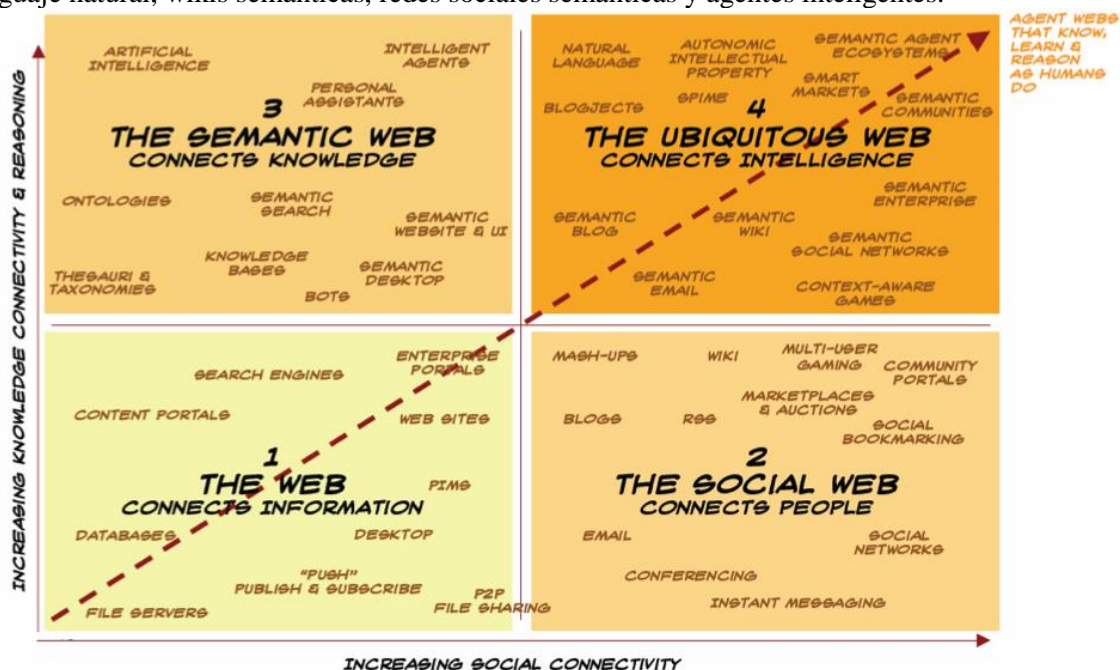 guaje natural, wikis semánticas, redes sociales semánticas y agentes inteligentes.
AGENT WEBS
THAT KNOW,
LEARN &
REASON
AS HUMANS
DO
INCREASING KNOWLEDGE CONNECTIVITY & REASONING
ARTIFICIAL
INTELLIGENCE
INTELLIGENT
AGENTS
PERSONAL
ASSISTANTS
3
THE SEMANTIC WEB
CONNECTS KNOWLEDGE
ONTOLOGIES
SEMANTIC
SEARCH
SEMANTIC
WEBSITE & UI
KNOWLEDGE
BASES
SEMANTIC
DESKTOP
THESAURI &
TAXONOMIES
BOTS
NATURAL
LANGUAGE
AUTONOMIC
INTELLECTUAL
PROPERTY
SEMANTIC AGENT
ECOSYSTEMS
SMART
MARKETS
BLOGJECTS
SPIME
SEMANTIC
COMMUNITIES
4
THE UBIQUITOUS WEB
CONNECTS INTELLIGENCE
SEMANTIC
ENTERPRISE
SEMANTIC
BLOG
SEMANTIC
WIKI
SEMANTIC
SOCIAL NETWORKS
SEMANTIC
EMAIL
CONTEXT-AWARE
GAMES
ENTERPRISE
PORTALS
SEARCH ENGINES
CONTENT PORTALS
WEB SITES
1
THE WEB
CONNECTS INFORMATION
PIMS
DATABASES
DESKTOP
"PUSH"
PUBLISH & SUBSCRIBE
P2P
FILE SHARING
FILE SERVERS
MASH-UPS
WIKI
MULTI-USER
GAMING
COMMUNITY
PORTALS
MARKETPLACES
& AUCTIONS
BLOGS
RSS
SOCIAL
BOOKMARKING
2
THE SOCIAL WEB
CONNECTS PEOPLE
EMAIL
SOCIAL
NETWORKS
CONFERENCING
INSTANT MESSAGING
INCREASING SOCIAL CONNECTIVITY